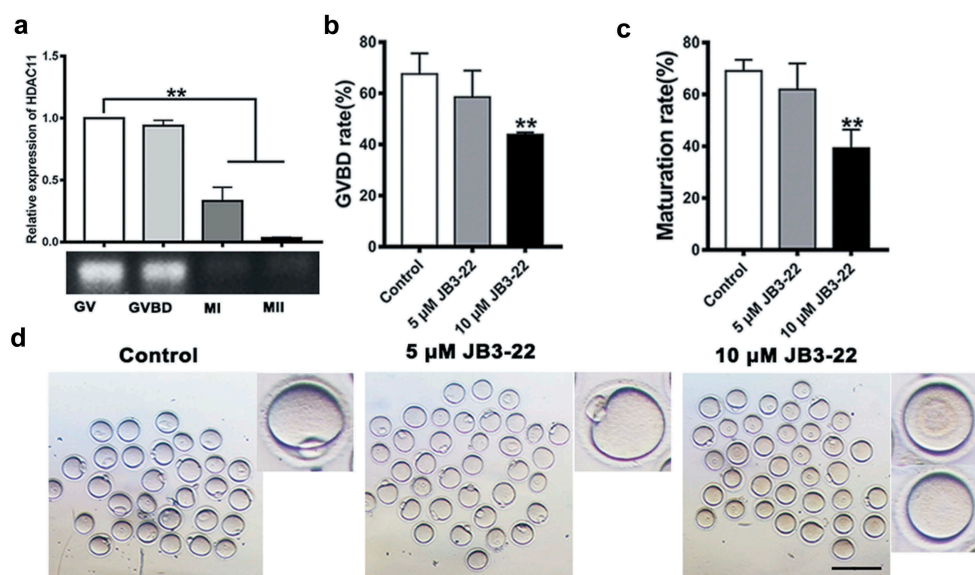 a
Relative expression of HDAC11
1.5
1.0
0.5
0.0
**
GV GVBD MI MII
b
GVBD rate(%)
80
60
40
20
0
**
Control
5 µM JB3-22
10 µM JB3-22
c
Maturation rate(%)
80
60
40
20
0
**
Control
5 µM JB3-22
10 µM JB3-22
d
Control
5 µM JB3-22
10 µM JB3-22